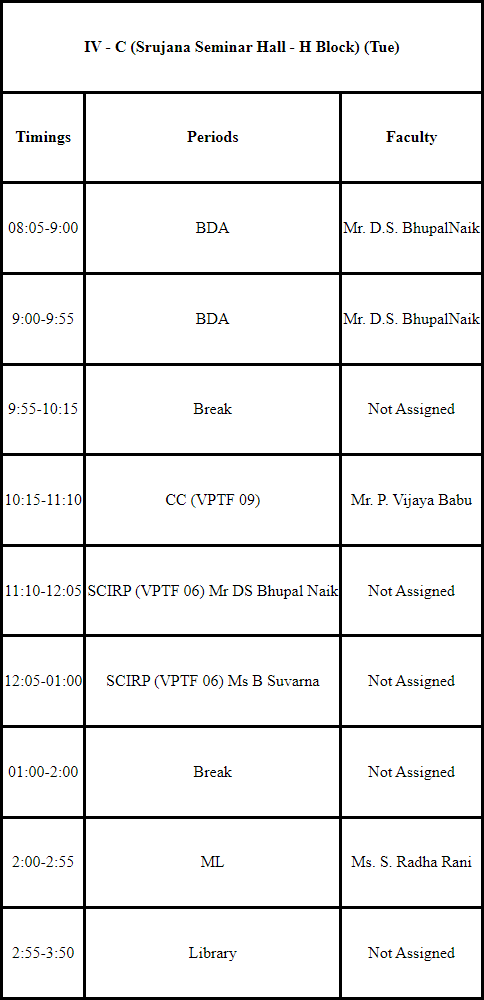 IV - C (Srujana Seminar Hall - H Block) (Tue)
Timings Periods Faculty
08:05-9:00 BDA Mr. D.S. BhupalNaik
9:00-9:55 BDA Mr. D.S. BhupalNaik
9:55-10:15 Break Not Assigned
10:15-11:10 CC (VPTF 09) Mr. P. Vijaya Babu
11:10-12:05 SCIRP (VPTF 06) Mr DS Bhupal Naik Not Assigned
12:05-01:00 SCIRP (VPTF 06) Ms B Suvarna Not Assigned
01:00-2:00 Break Not Assigned
2:00-2:55 ML Ms. S. Radha Rani
2:55-3:50 Library Not Assigned